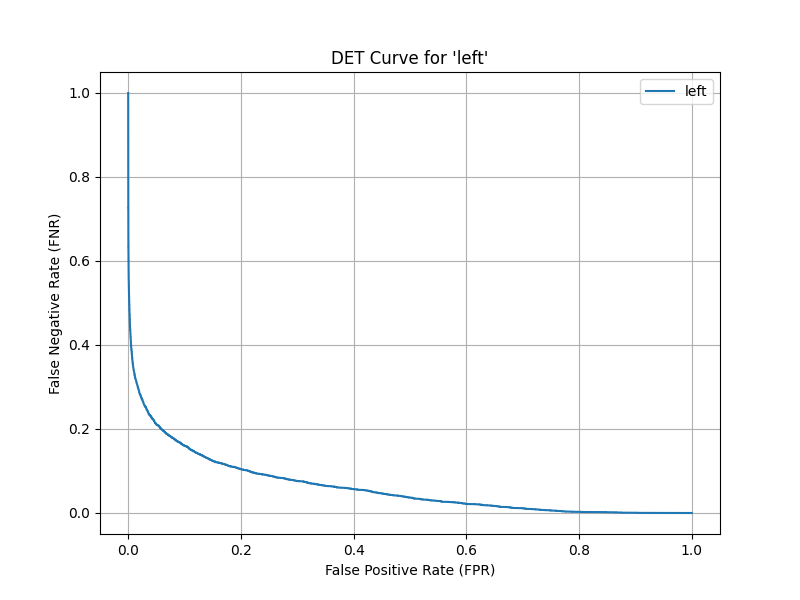 DET Curve for 'left'
left
False Negative Rate (FNR)
1.0
0.8
0.6
0.4
0.2
0.0
0.0 0.2 0.4 0.6 0.8 1.0
False Positive Rate (FPR)